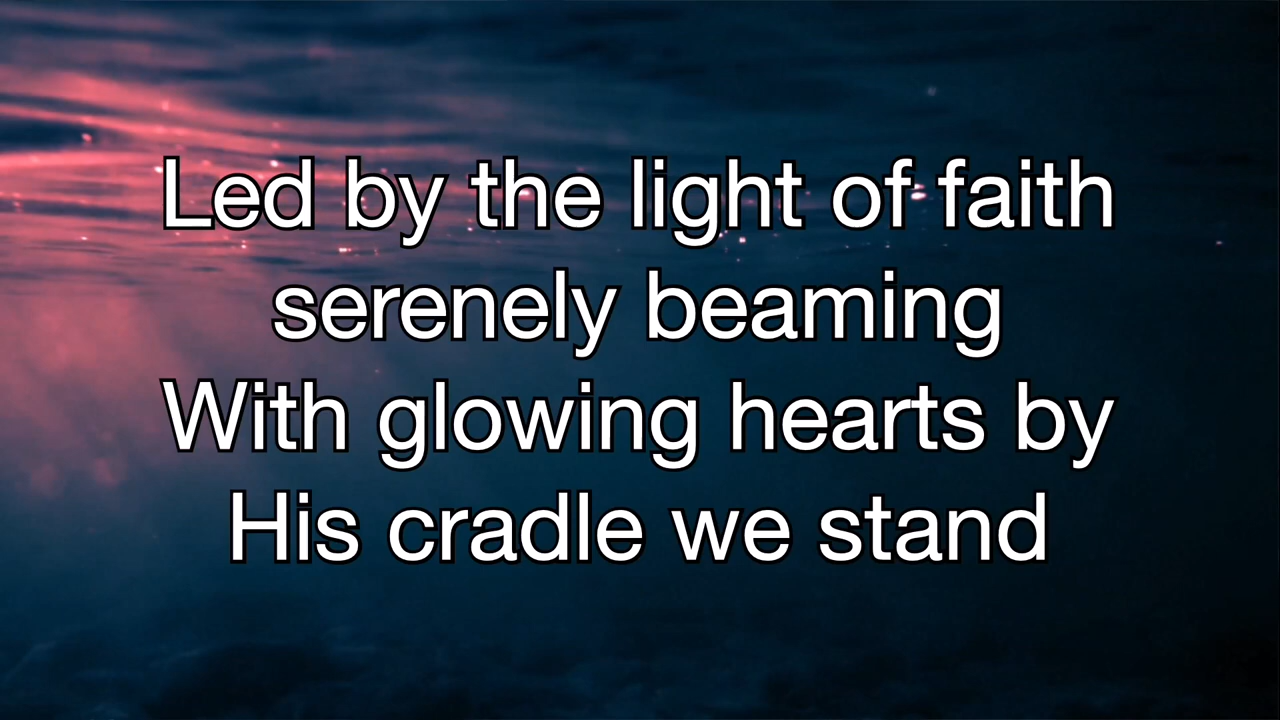 Led by the light of faith
serenely beaming
With glowing hearts by
His cradle we stand